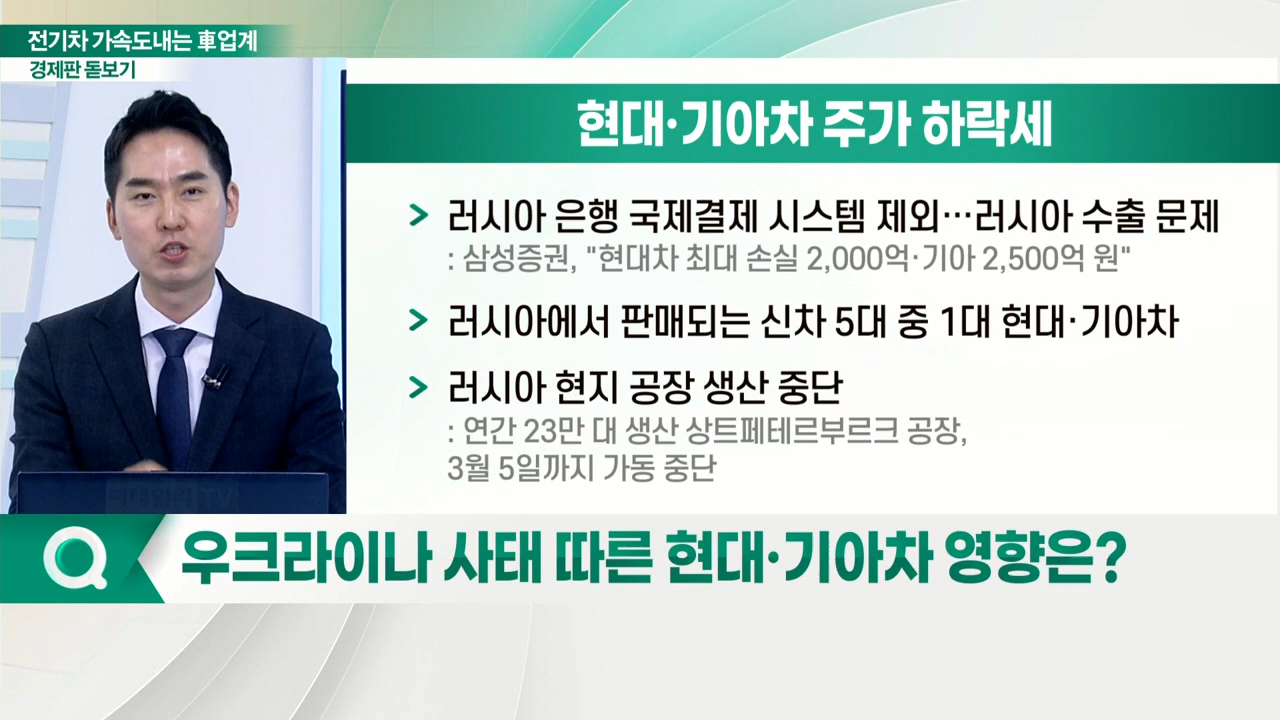 전기차 가속도내는 車업계
경제판 돋보기
현대·기아차 주가 하락세
> 러시아 은행 국제결제 시스템 제외…러시아 수출 문제
: 삼성증권, "현대차 최대 손실 2,000억·기아 2,500억 원"
> 러시아에서 판매되는 신차 5대 중 1대 현대·기아차
> 러시아 현지 공장 생산 중단
: 연간 23만 대 생산 상트페테르부르크 공장,
3월 5일까지 가동 중단
우크라이나 사태 따른 현대·기아차 영향은?